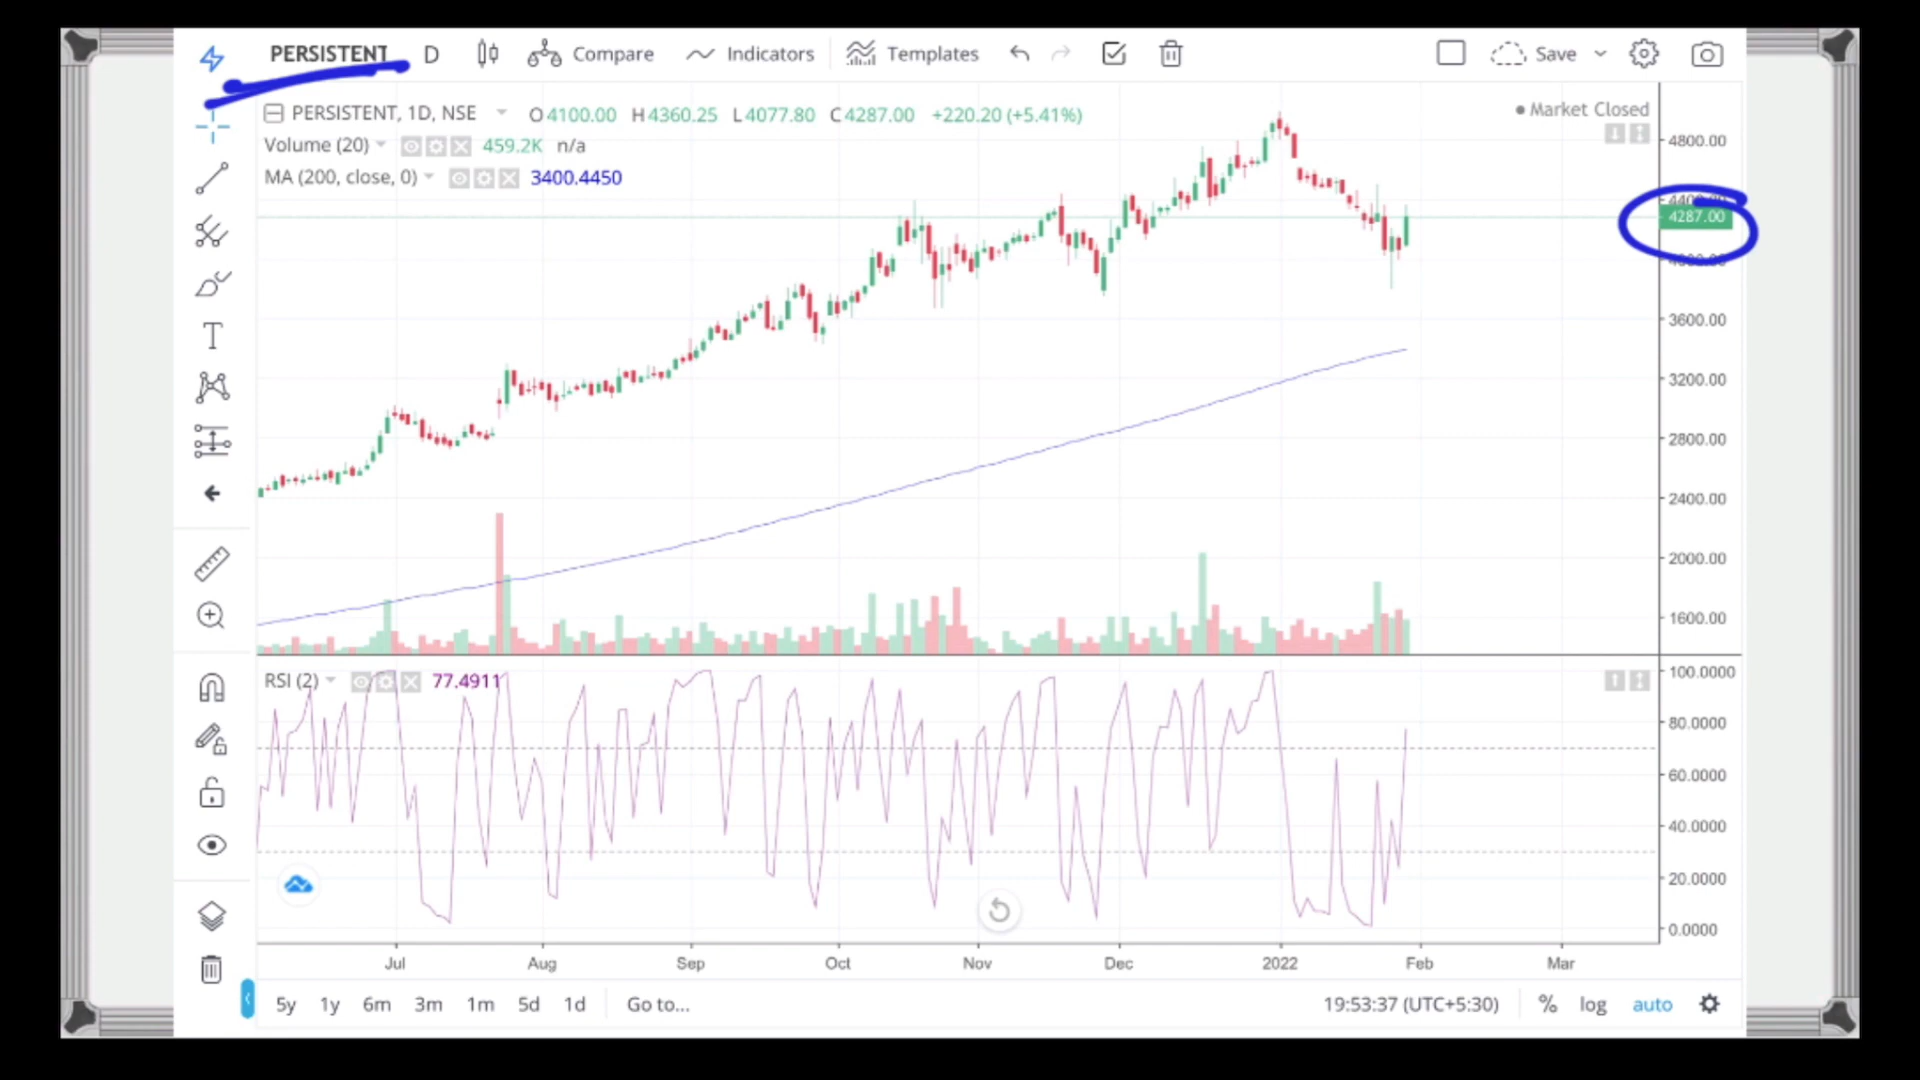 PERSISTENT D Compare Indicators Templates Save
PERSISTENT, 1D, NSE O4100.00 H4360.25 L4077.80 C4287.00 +220.20 (+5.41%)
Market Closed
Volume (20) 459.2K n/a
MA (200, close, 0) 3400.4450
4800.00
4400.00
4287.00
3600.00
3200.00
2800.00
2400.00
2000.00
1600.00
RSI (2) 77.4911
100.0000
80.0000
60.0000
40.0000
20.0000
0.0000
Jul Aug Sep Oct Nov Dec 2022 Feb Mar
5y 1y 6m 3m 1m 5d 1d Go to... 19:53:37 (UTC+5:30) % log auto